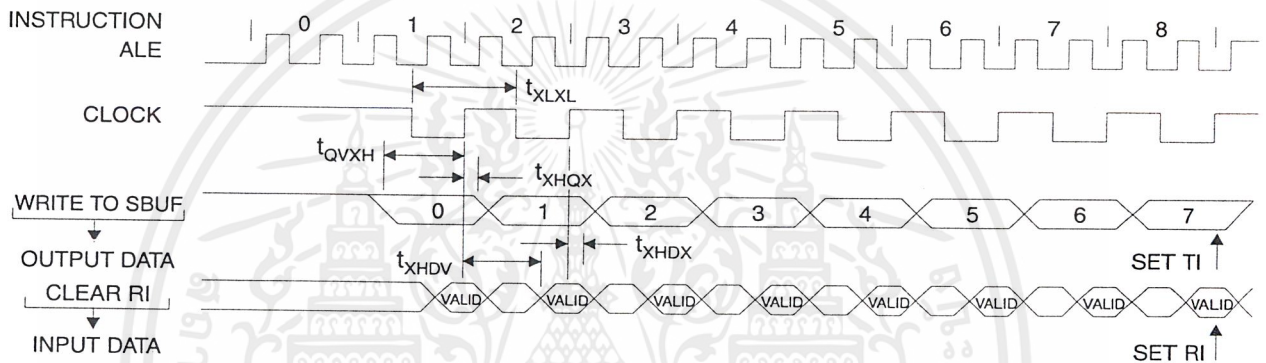 INSTRUCTION 0 1 2 3 4 5 6 7 8
ALE
tXLXL
CLOCK
tQVXH
tXHQX
WRITE TO SBUF
0 1 2 3 4 5 6 7
tXHDX
OUTPUT DATA
tXHDV
SET TI
CLEAR RI
VALID VALID VALID VALID VALID VALID VALID VALID
INPUT DATA
SET RI